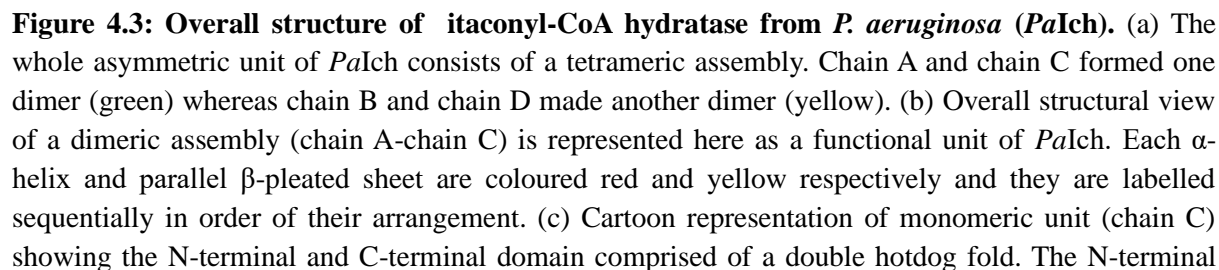 Figure 4.3: Overall structure of itaconyl-CoA hydratase from P. aeruginosa (PaIch). (a) The
whole asymmetric unit of PaIch consists of a tetrameric assembly. Chain A and chain C formed one
dimer (green) whereas chain B and chain D made another dimer (yellow). (b) Overall structural view
of a dimeric assembly (chain A-chain C) is represented here as a functional unit of PaIch. Each α-
helix and parallel β-pleated sheet are coloured red and yellow respectively and they are labelled
sequentially in order of their arrangement. (c) Cartoon representation of monomeric unit (chain C)
showing the N-terminal and C-terminal domain comprised of a double hotdog fold. The N-terminal